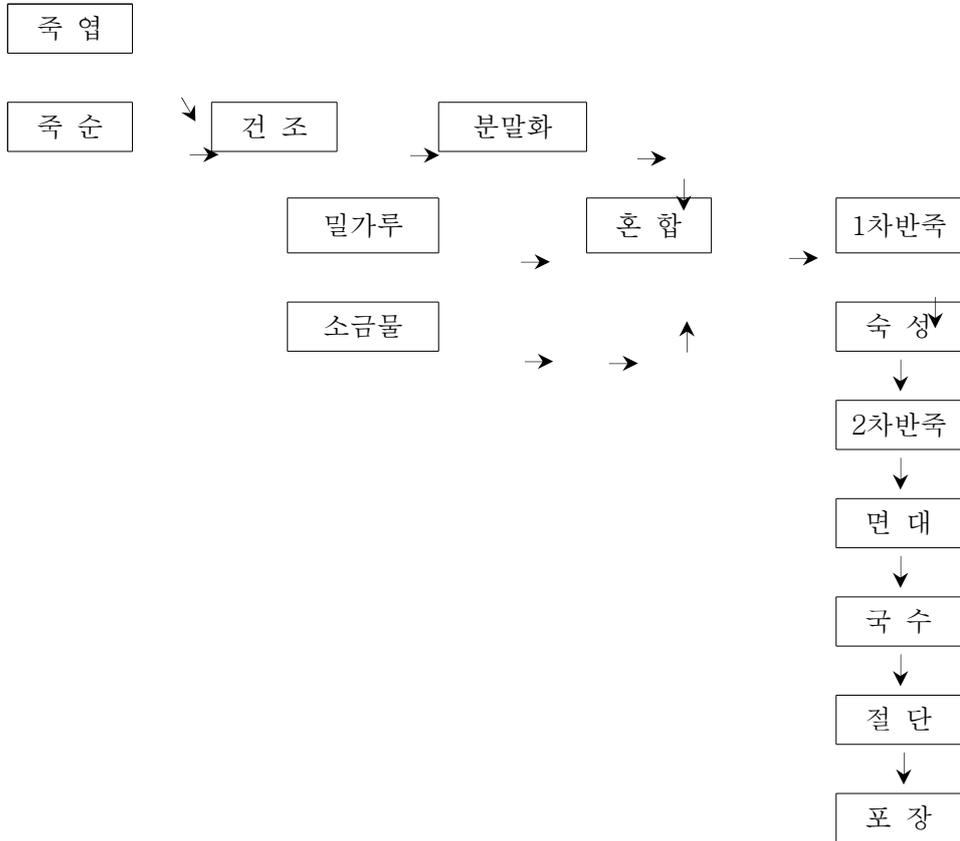 죽 엽
죽 순
건 조
분말화
밀가루
혼 합
1차반죽
소금물
숙 성
2차반죽
면 대
국 수
절 단
포 장